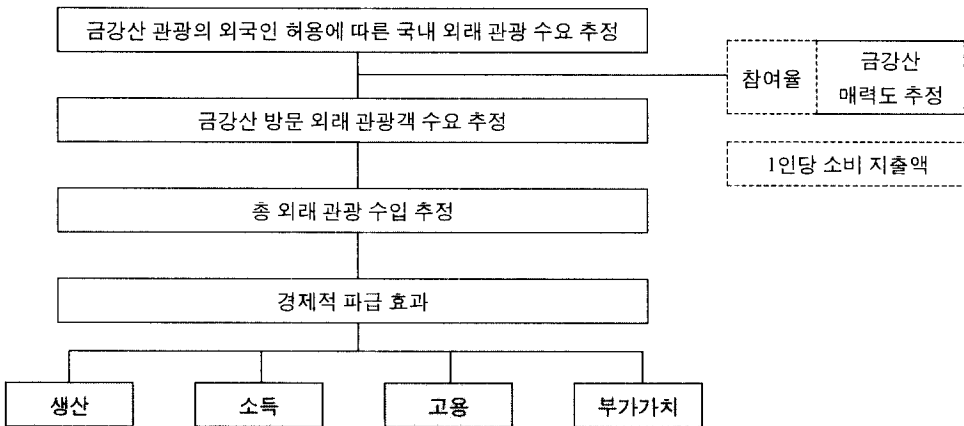 금강산 관광의 외국인 허용에 따른 국내 외래 관광 수요 추정
참여율
금강산
매력도 추정
금강산 방문 외래 관광객 수요 추정
1인당 소비 지출액
총 외래 관광 수입 추정
경제적 파급 효과
생산
소득
고용
부가가치